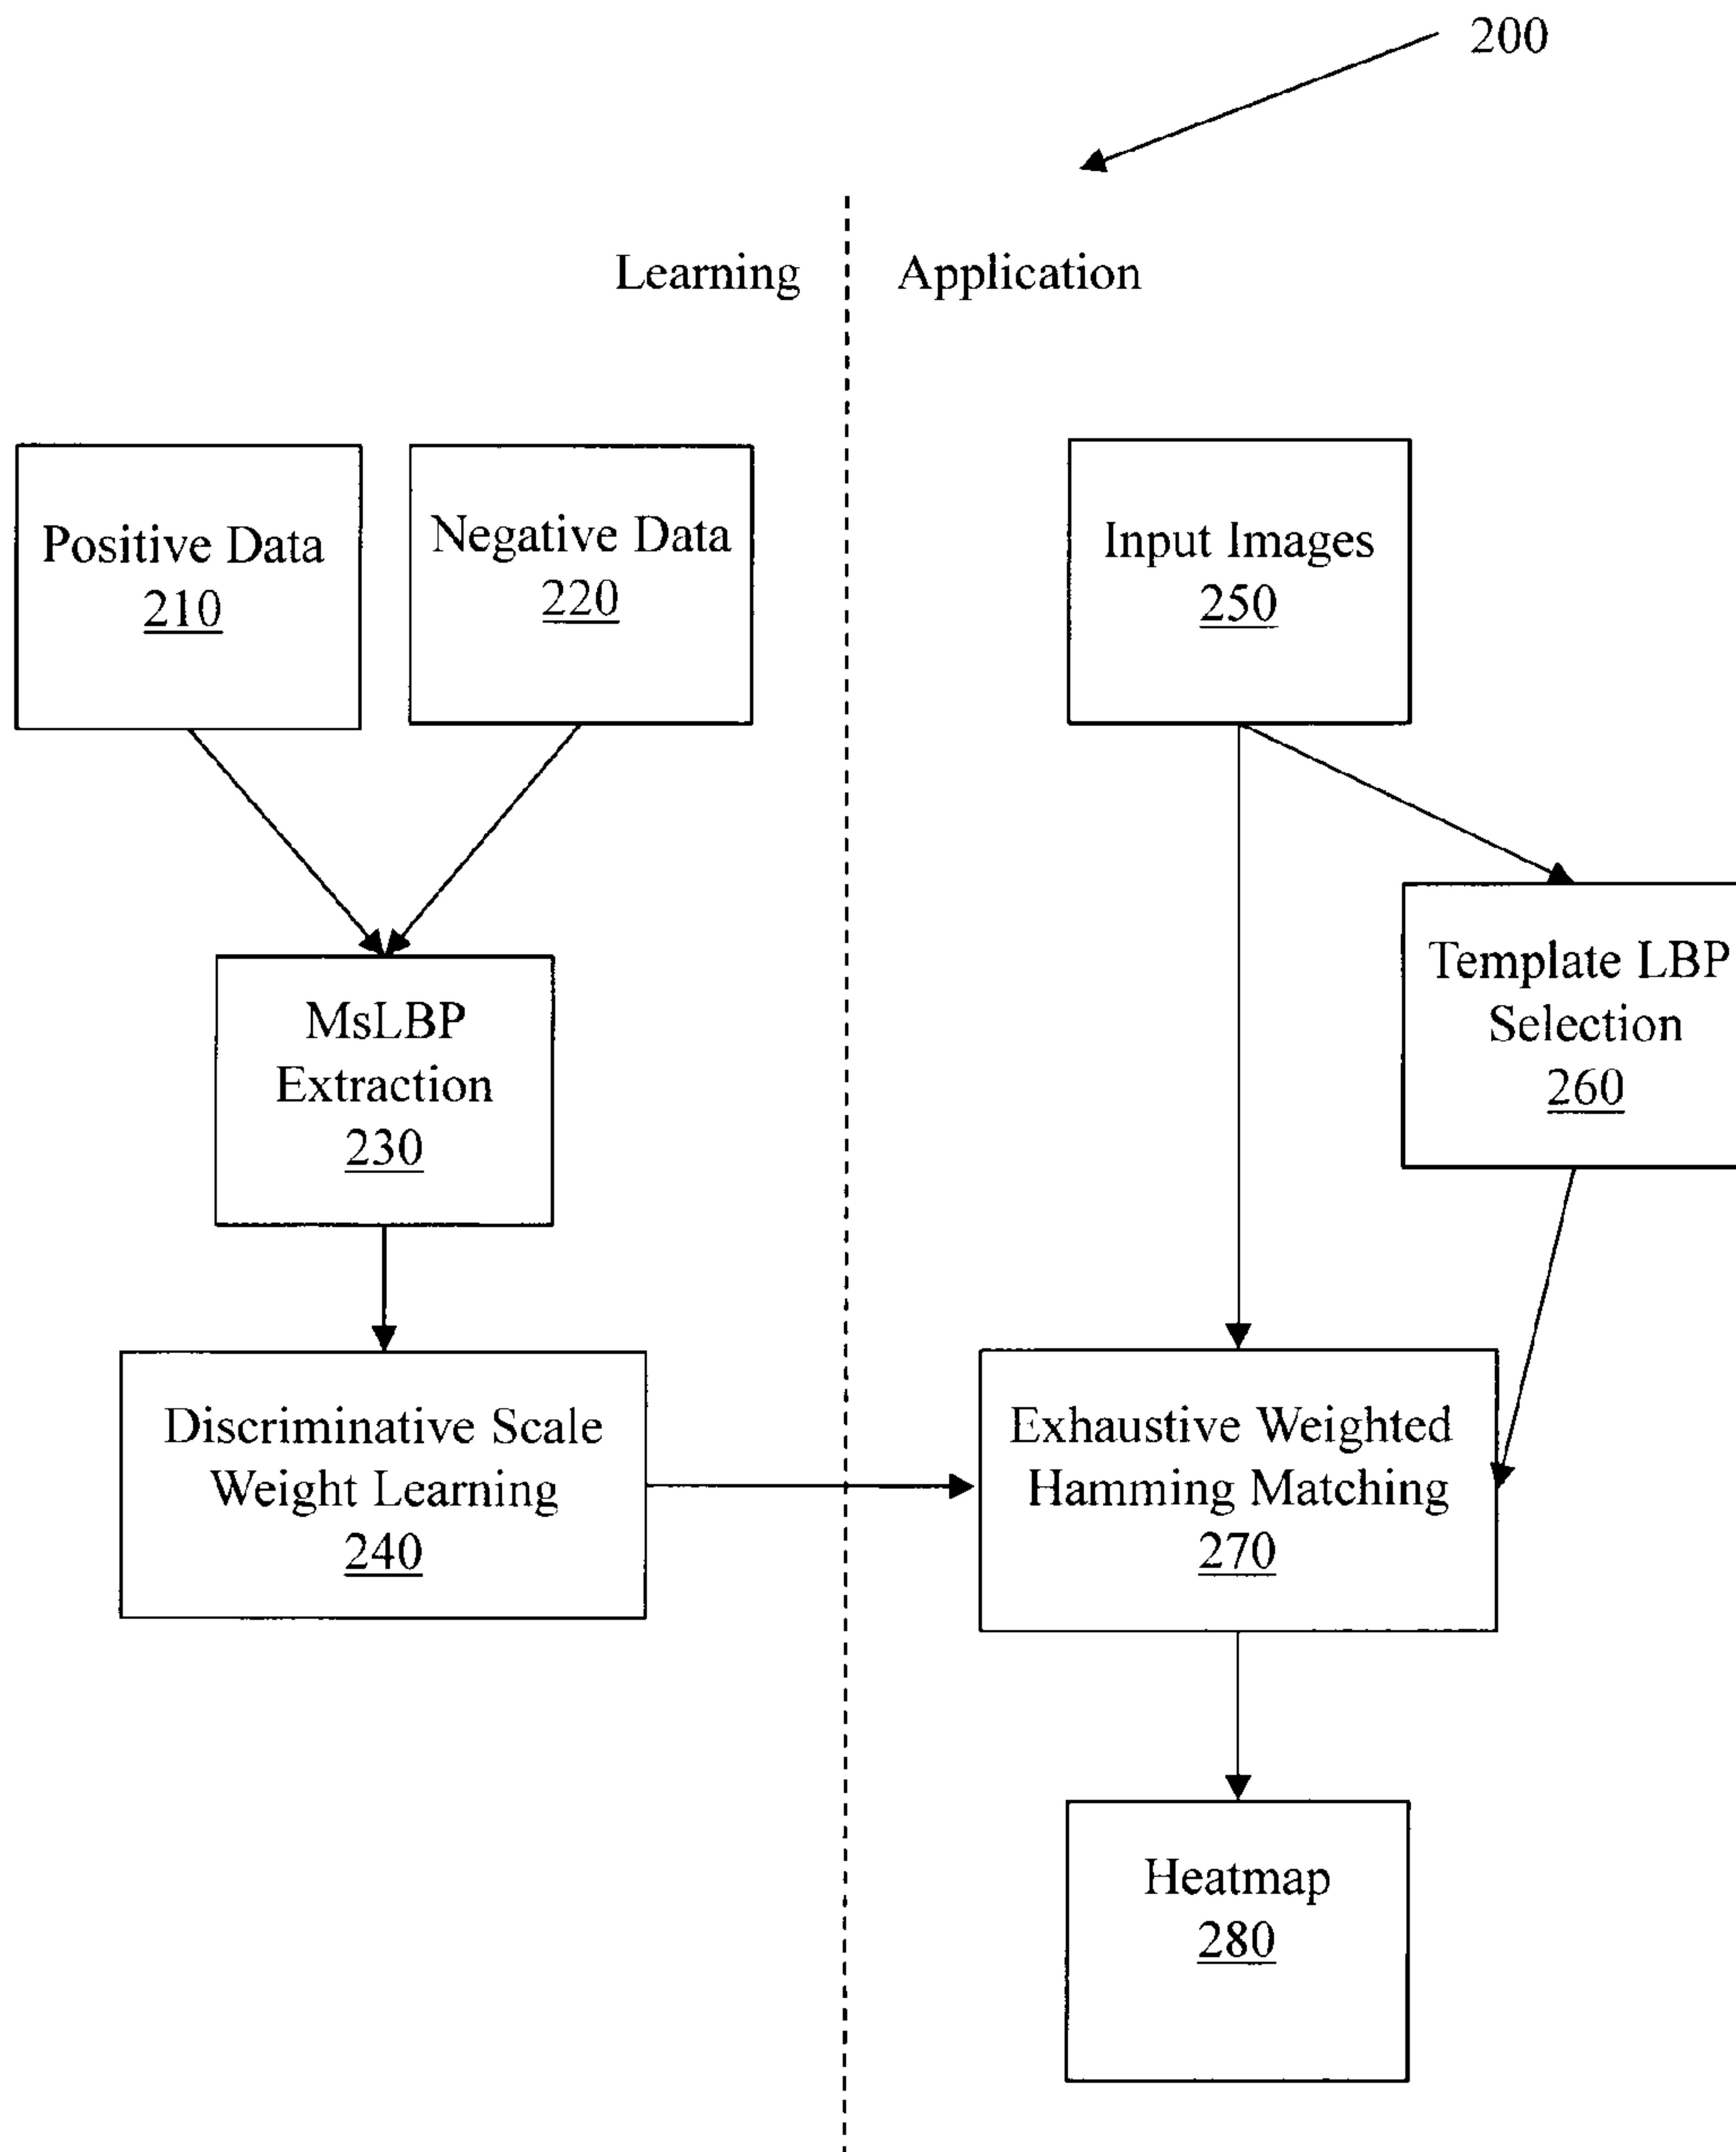 200
Learning
Application
Positive Data
210
Negative Data
220
Input Images
250
Template LBP
Selection
260
MsLBP
Extraction
230
Discriminative Scale
Weight Learning
240
Exhaustive Weighted
Hamming Matching
270
Heatmap
280